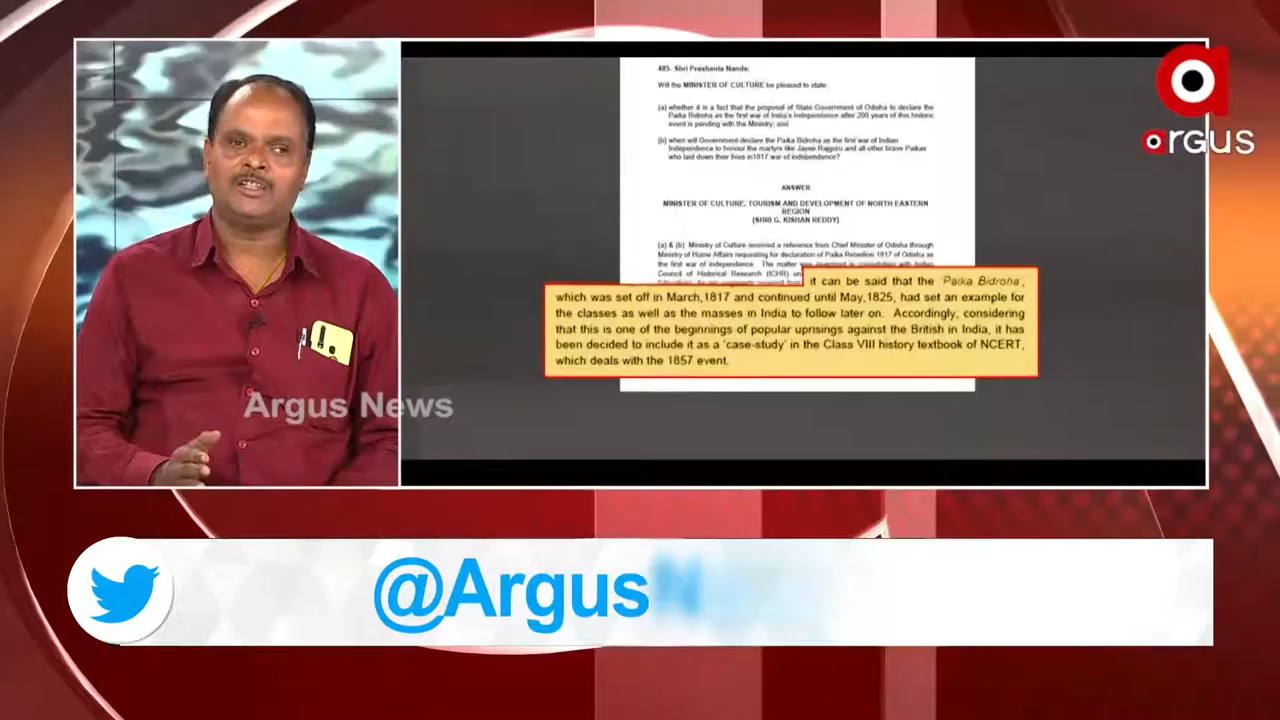 485. Shri Prashanta Nanda:
Will the MINISTER OF CULTURE be pleased to state:
(a) whether it is a fact that the proposal of State Government of Odisha to declare the
Paika Bidroha as the first war of India's Independence after 200 years of this historic
event is pending with the Ministry; and
(b) when will Government declare the Paika Bidroha as the first war of Indian
Independence to honour the martyrs like Jayee Rajguru and all other brave Paikas
who laid down their lives in1817 war of independence?
ANSWER
MINISTER OF CULTURE, TOURISM AND DEVELOPMENT OF NORTH EASTERN
REGION
(SHRI G. KISHAN REDDY)
(a) & (b) Ministry of Culture received a reference from Chief Minister of Odisha through
Ministry of Home Affairs requesting for declaration of Paika Rebellion 1817 of Odisha as
the first war of independence. The matter was examined in consultation with Indian
Council of Historical Research (ICHR)
it can be said that the 'Paika Bidroha',
which was set off in March,1817 and continued until May,1825, had set an example for
the classes as well as the masses in India to follow later on. Accordingly, considering
that this is one of the beginnings of popular uprisings against the British in India, it has
been decided to include it as a 'case-study' in the Class VIII history textbook of NCERT,
which deals with the 1857 event.
argus
Argus News
@Argus